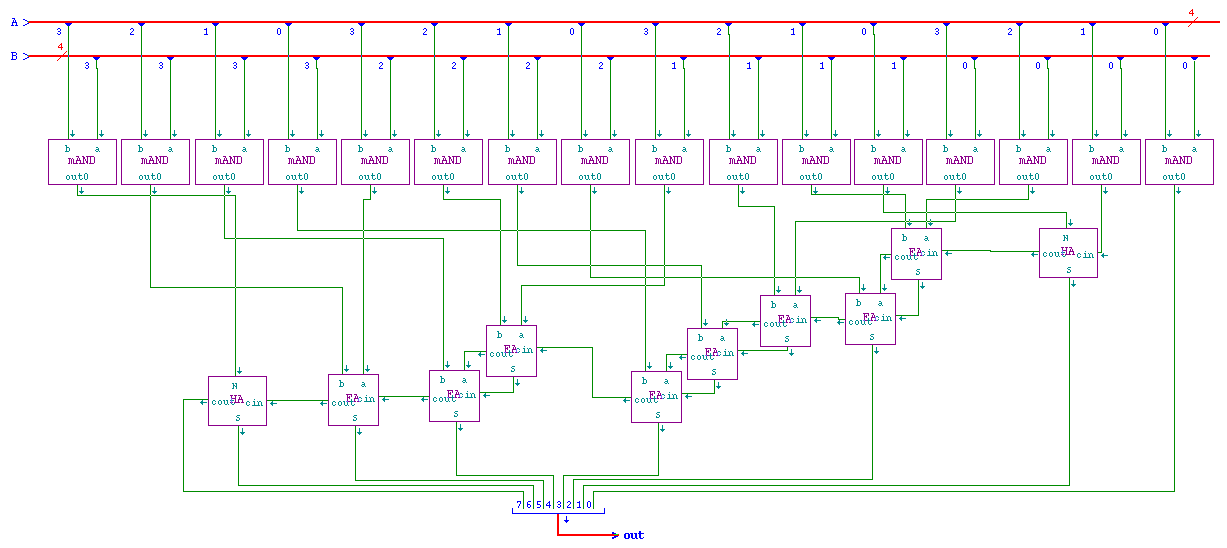 4
A >
3 2 1 0 3 2 1 0 3 2 1 0 3 2 1 0
4
B >
3 3 3 3 2 2 2 2 1 1 1 1 0 0 0 0
b a b a b a b a b a b a b a b a b a b a b a b a b a b a b a b a
mAND mAND mAND mAND mAND mAND mAND mAND mAND mAND mAND mAND mAND mAND mAND mAND
out0 out0 out0 out0 out0 out0 out0 out0 out0 out0 out0 out0 out0 out0 out0 out0
b a N
cout FA cin cout HA cin
S S
b a b a
cout FA cin cout FA cin
S S
b a b a
cout FA cin cout FA cin
S S
N b a b a b a
cout HA cin cout FA cin cout FA cin cout FA cin
S S S S
7 6 5 4 3 2 1 0
out